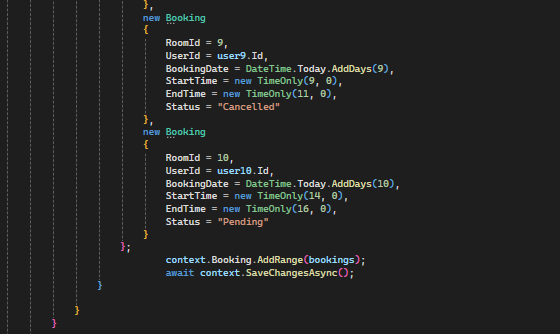 },
new Booking
{
RoomId = 9,
UserId = user9.Id,
BookingDate = DateTime.Today.AddDays(9),
StartTime = new TimeOnly(9, 0),
EndTime = new TimeOnly(11, 0),
Status = "Cancelled"
},
new Booking
{
RoomId = 10,
UserId = user10.Id,
BookingDate = DateTime.Today.AddDays(10),
StartTime = new TimeOnly(14, 0),
EndTime = new TimeOnly(16, 0),
Status = "Pending"
}
};
context.Booking.AddRange(bookings);
await context.SaveChangesAsync();
}
}
}